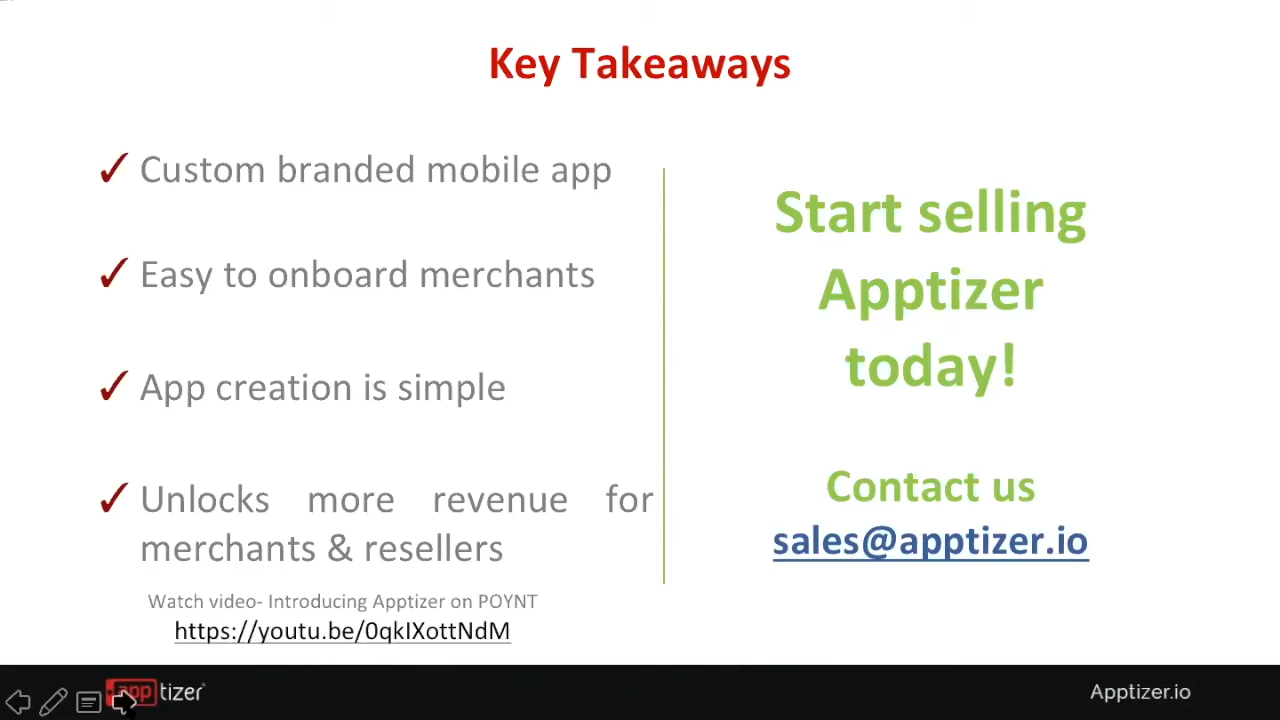 Key Takeaways
✓ Custom branded mobile app
✓ Easy to onboard merchants
✓ App creation is simple
✓ Unlocks more revenue for
merchants & resellers
Watch video- Introducing Apptizer on POYNT
https://youtu.be/0qkIXottNdM
Start selling
Apptizer
today!
Contact us
sales@apptizer.io
apptizer
Apptizer.io